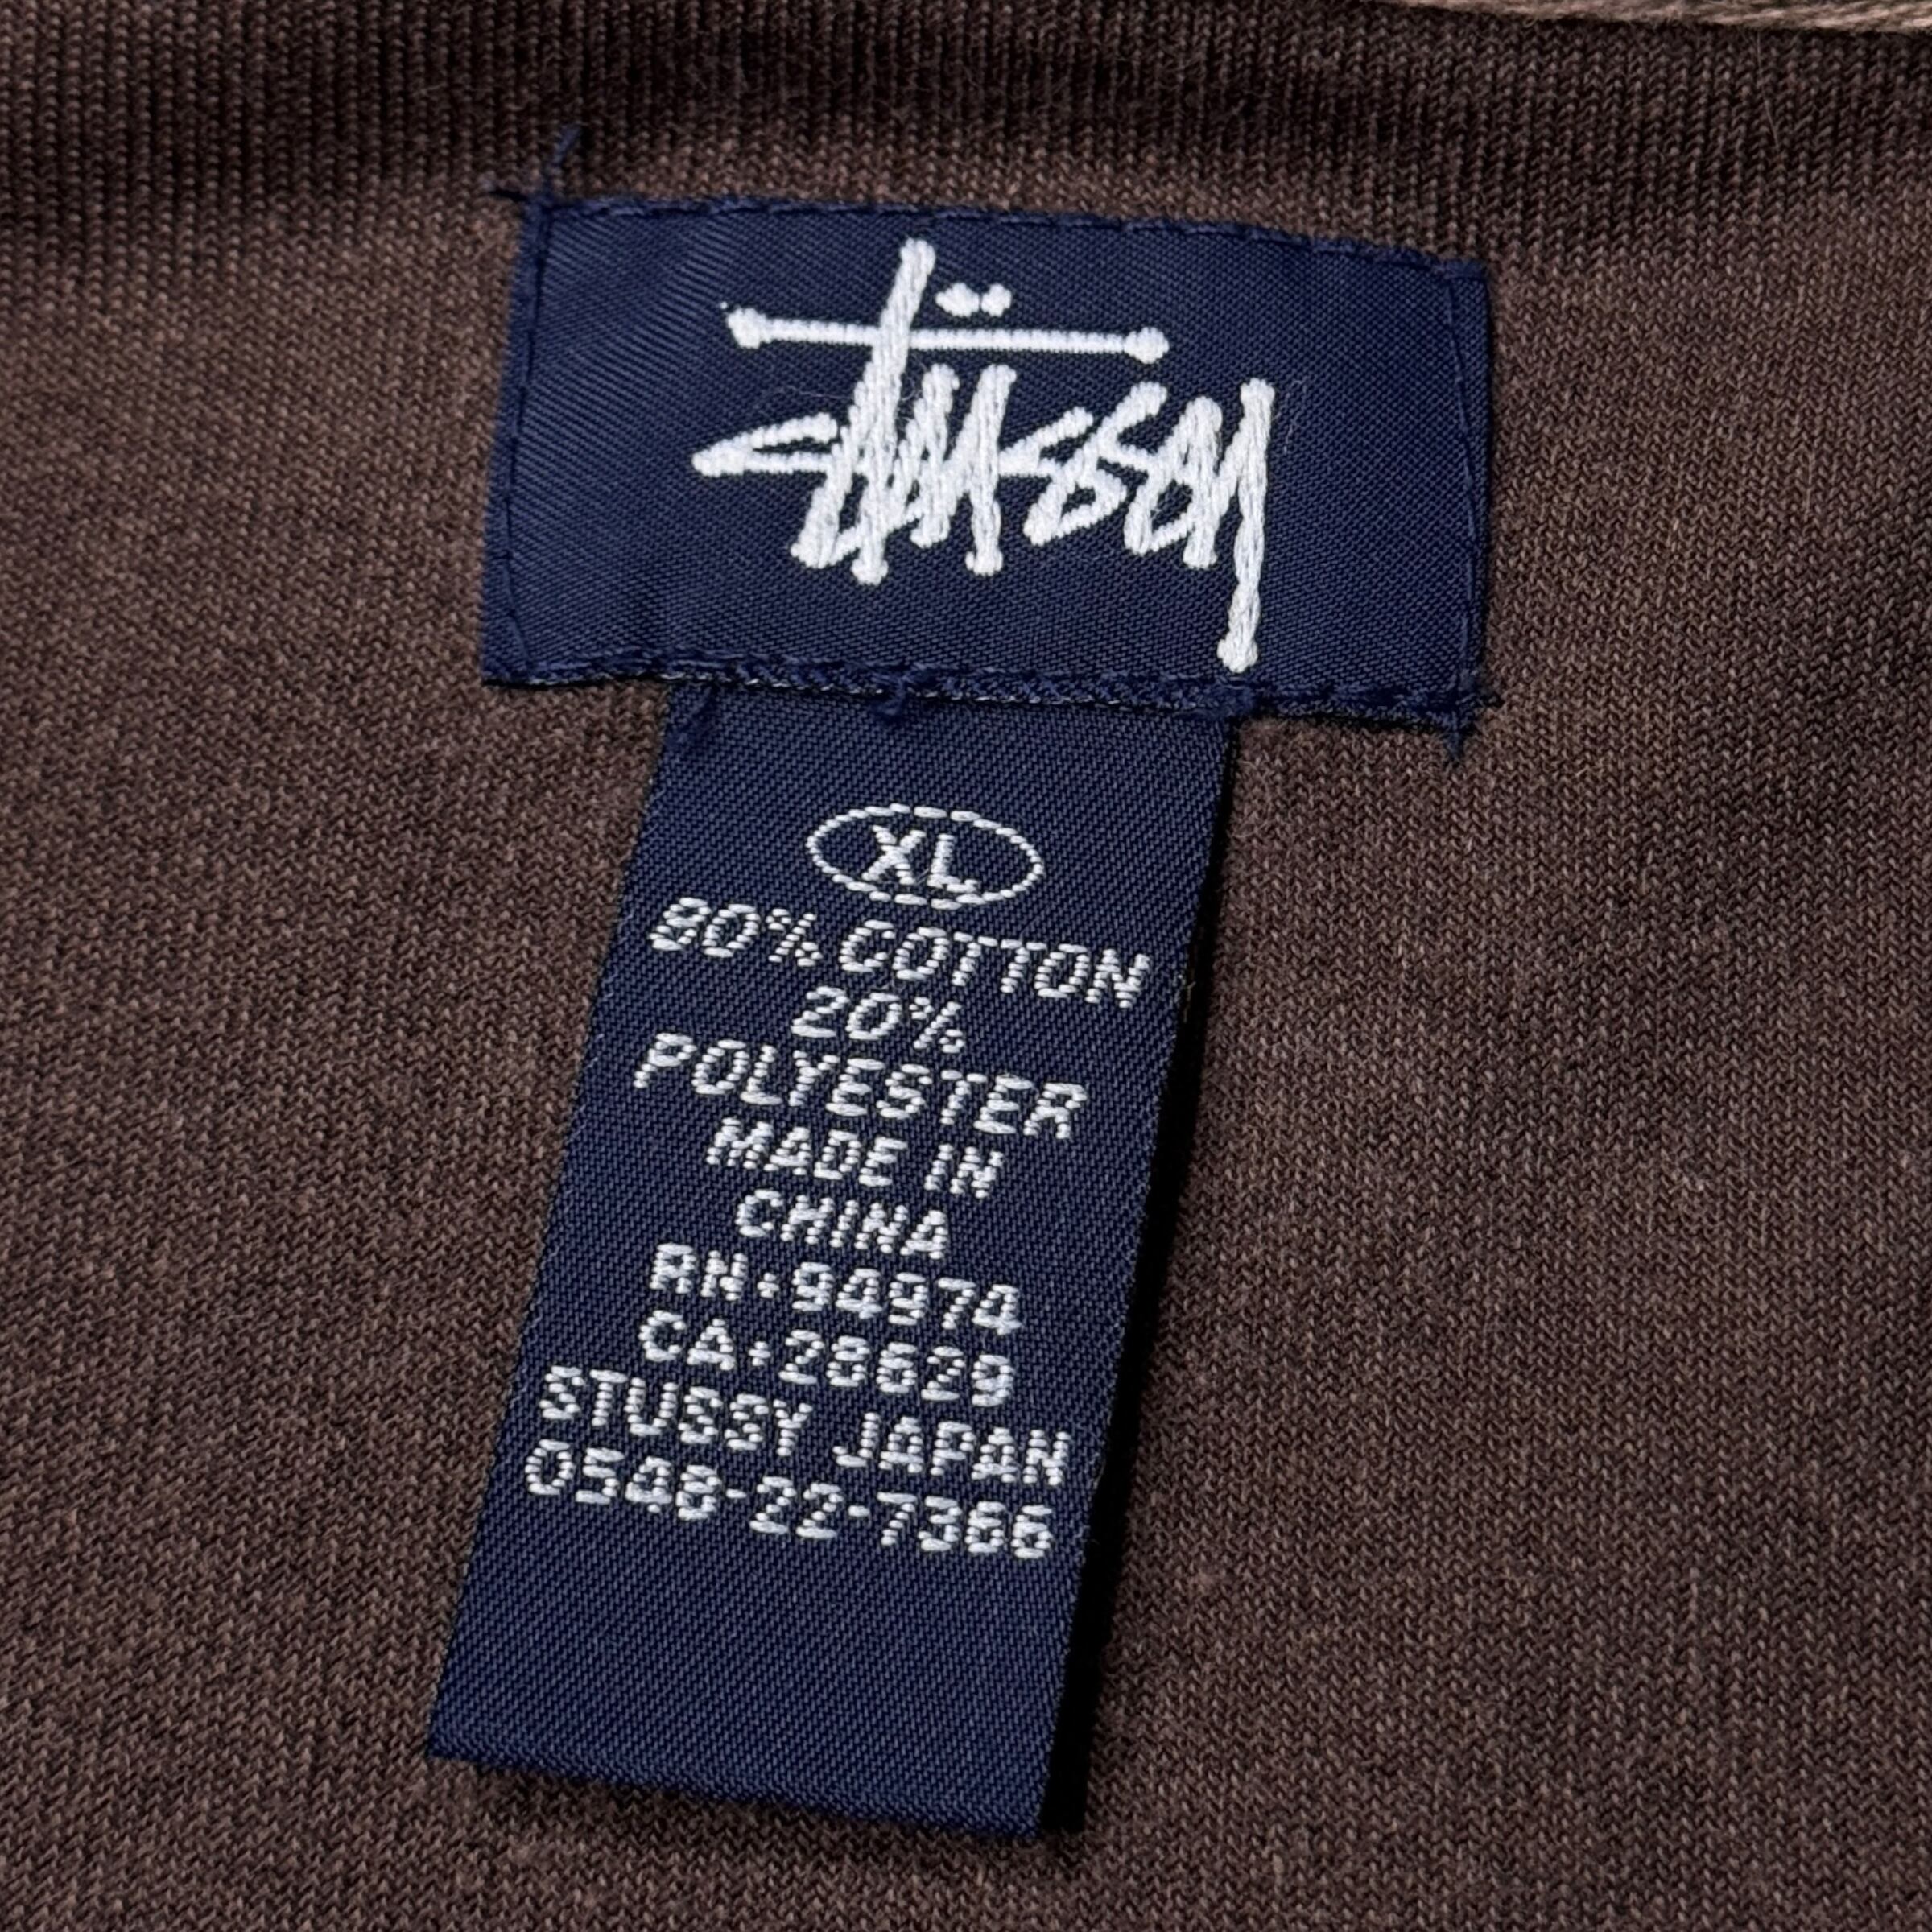 Stüssy
XL
80% COTTON
20%
POLYESTER
MADE IN
CHINA
RN•94974
CA•28629
STUSSY JAPAN
0548-22-7366